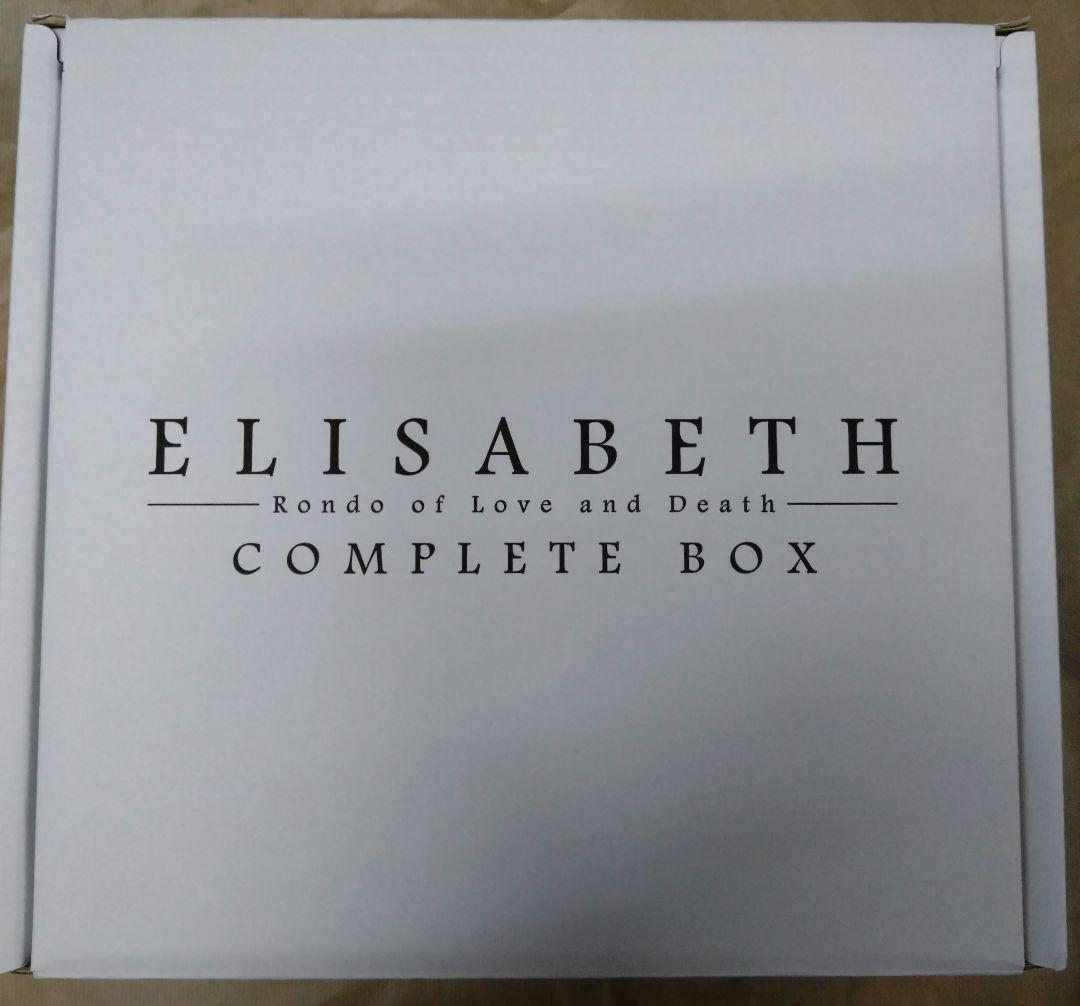 ELISABETH
Rondo of Love and Death
COMPLETE BOX